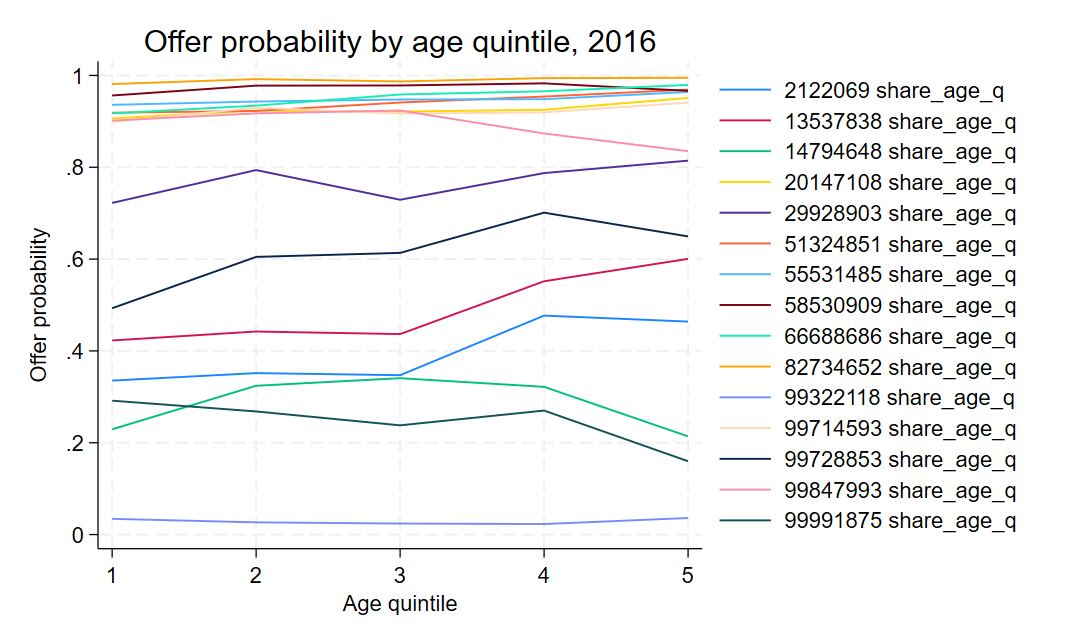 Offer probability by age quintile, 2016
Offer probability
1
.8
.6
.4
.2
0
1 2 3 4 5
Age quintile
2122069 share_age_q
13537838 share_age_q
14794648 share_age_q
20147108 share_age_q
29928903 share_age_q
51324851 share_age_q
55531485 share_age_q
58530909 share_age_q
66688686 share_age_q
82734652 share_age_q
99322118 share_age_q
99714593 share_age_q
99728853 share_age_q
99847993 share_age_q
99991875 share_age_q